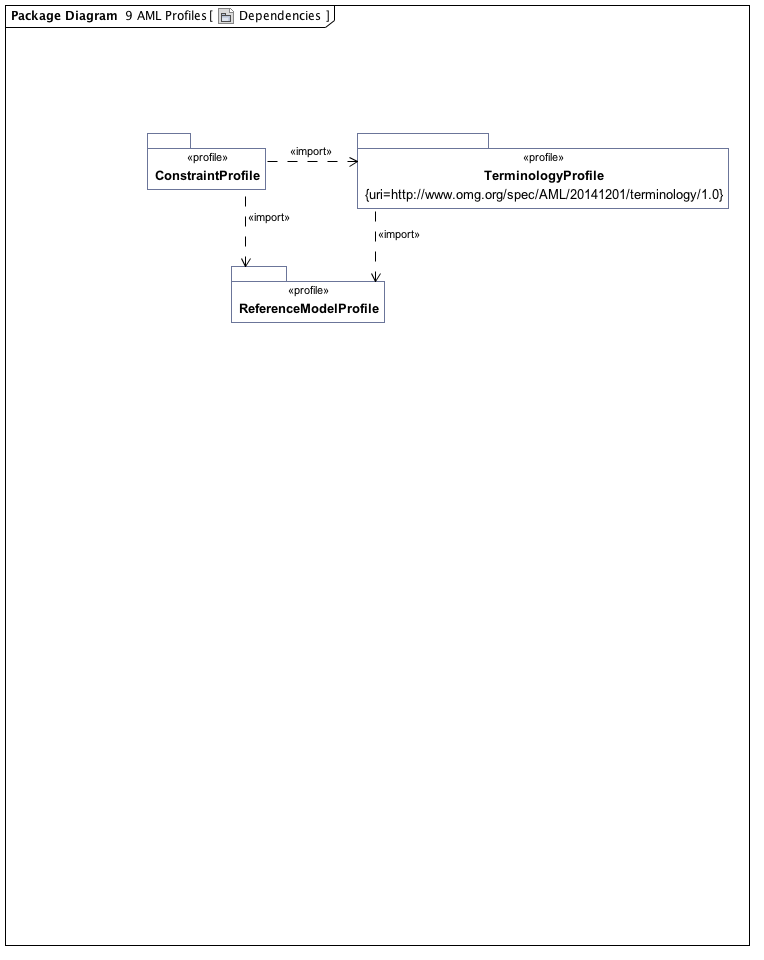 Package Diagram 9 AML Profiles [ Dependencies ]
«profile»
ConstraintProfile
«import»
«profile»
TerminologyProfile
{uri=http://www.omg.org/spec/AML/20141201/terminology/1.0}
«import»
«import»
«profile»
ReferenceModelProfile